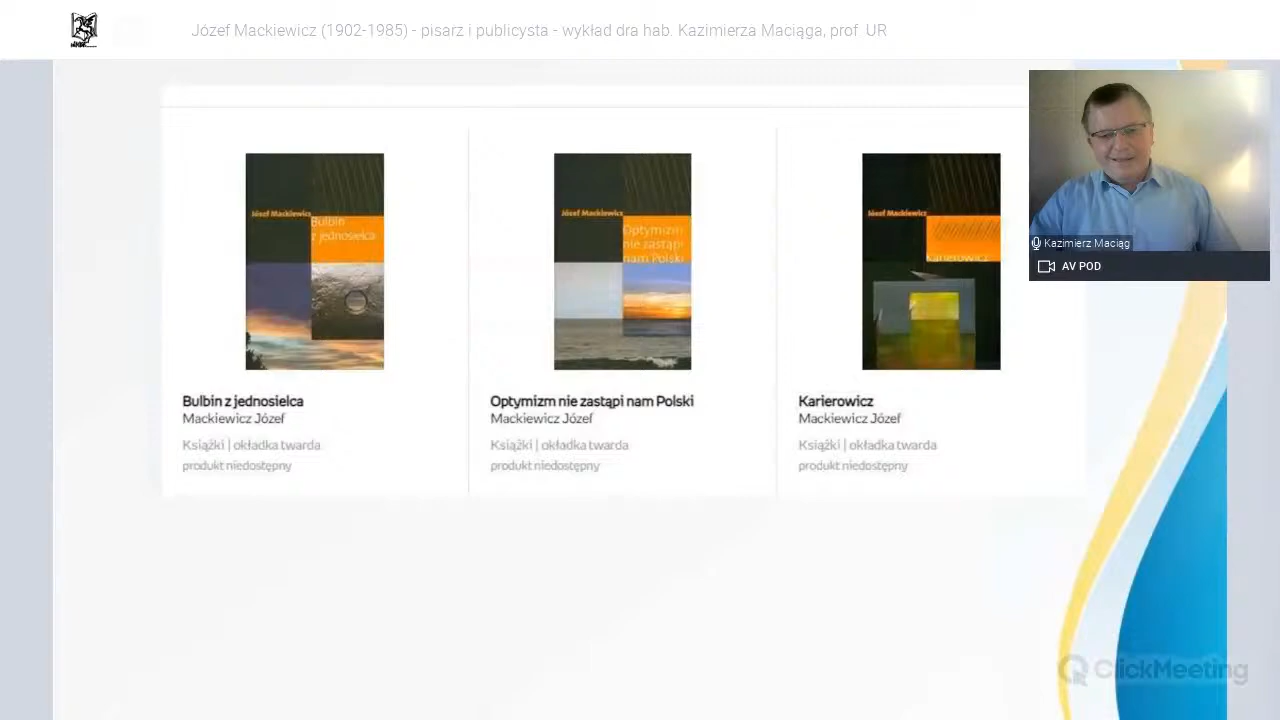 Józef Mackiewicz (1902-1985) - pisarz i publicysta - wykład dra hab. Kazimierza Maciąga, prof  UR
Józef Mackiewicz
Bulbin
z jednosielca
Józef Mackiewicz
Optymizm
nie zastąpi
nam Polski
Józef Mackiewicz
Karierowicz
Kazimierz Maciąg
AV POD
Bulbin z jednosielca
Mackiewicz Józef
Książki | okładka twarda
produkt niedostępny
Optymizm nie zastąpi nam Polski
Mackiewicz Józef
Książki | okładka twarda
produkt niedostępny
Karierowicz
Mackiewicz Józef
Książki | okładka twarda
produkt niedostępny
ClickMeeting